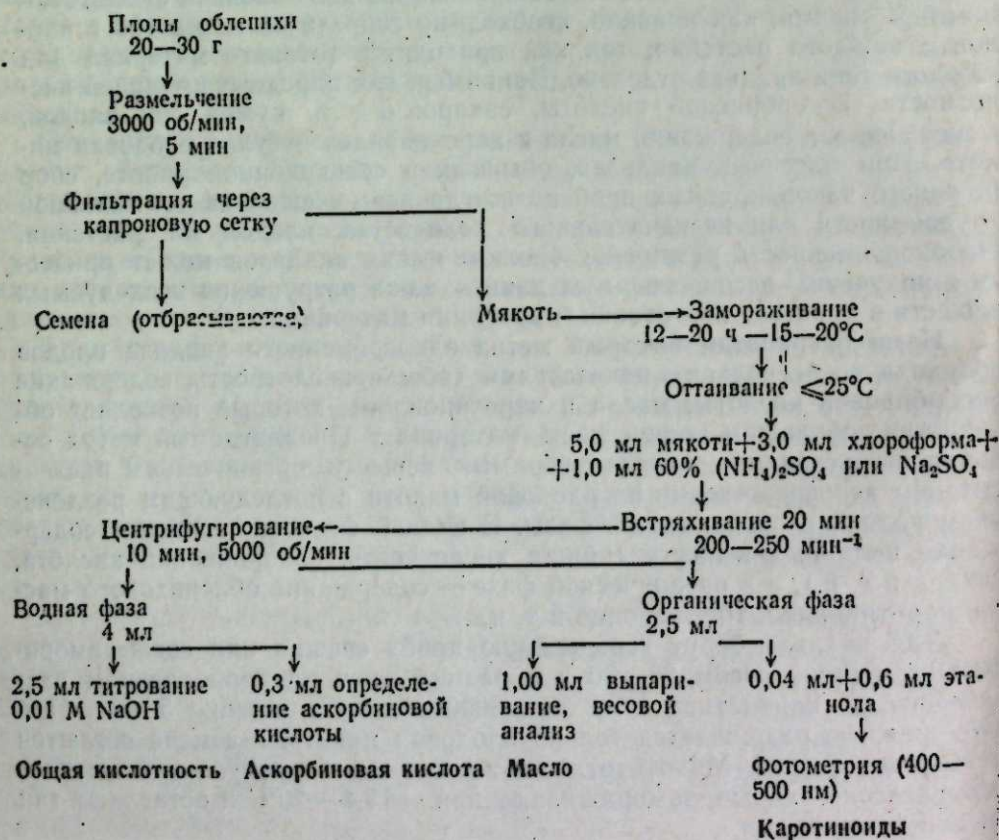 Плоды облепихи
20—30 г
Размельчение
3000 об/мин,
5 мин
Фильтрация через
капроновую сетку
Семена (отбрасываются)
Мякоть
Замораживание
12—20 ч —15—20°С
Оттаивание ≤25°С
5,0 мл мякоти+3,0 мл хлороформа+
+1,0 мл 60% (NH₄)₂SO₄ или Na₂SO₄
Встряхивание 20 мин
200—250 мин⁻¹
Центрифугирование
10 мин, 5000 об/мин
Водная фаза
4 мл
Органическая фаза
2,5 мл
2,5 мл титрование
0,01 М NaOH
0,3 мл определе-
ние аскорбиновой
кислоты
1,00 мл выпари-
вание, весовой
анализ
0,04 мл+0,6 мл эта-
нола
Общая кислотность
Аскорбиновая кислота
Масло
Фотометрия (400—
500 нм)
Каротиноиды